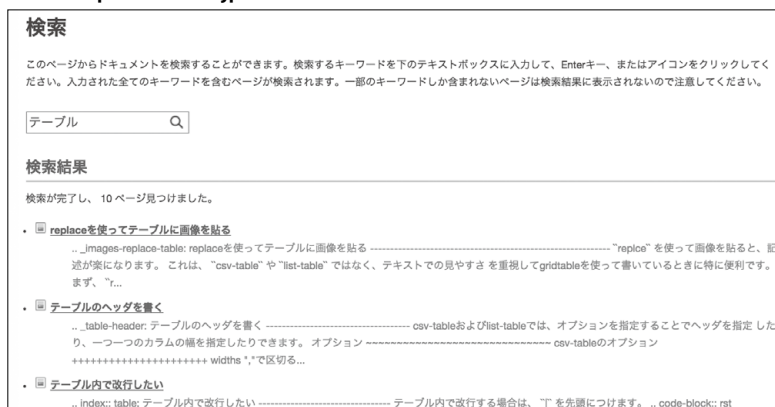 検索
このページからドキュメントを検索することができます。検索するキーワードを下のテキストボックスに入力して、Enterキー、またはアイコンをクリックしてく
ださい。入力された全てのキーワードを含むページが検索されます。一部のキーワードしか含まれないページは検索結果に表示されないので注意してください。
テーブル
検索結果
検索が完了し、 10 ページ見つけました。
• replaceを使ってテーブルに画像を貼る
.. _images-replace-table: replaceを使ってテーブルに画像を貼る ------------------------------------------------------------ ``replce`` を使って画像を貼ると、記
述が楽になります。 これは、 ``csv-table`` や ``list-table`` ではなく、テキストでの見やすさ を重視してgridtableを使って書いているときに特に便利です。
まず、 ``r...
• テーブルのヘッダを書く
.. _table-header: テーブルのヘッダを書く ------------------------------------ csv-tableおよびlist-tableでは、オプションを指定することでヘッダを指定 した
り、一つ一つのカラムの幅を指定したりできます。 オプション ~~~~~~~~~~~~~~~~~~~~~~~~~~~~~~ csv-tableのオプション
++++++++++++++++++++++ widths ","で区切る...
• テーブル内で改行したい
.. index:: table; テーブル内で改行したい --------------------------------- テーブル内で改行する場合は、 ``|`` を先頭につけます。 .. code-block:: rst